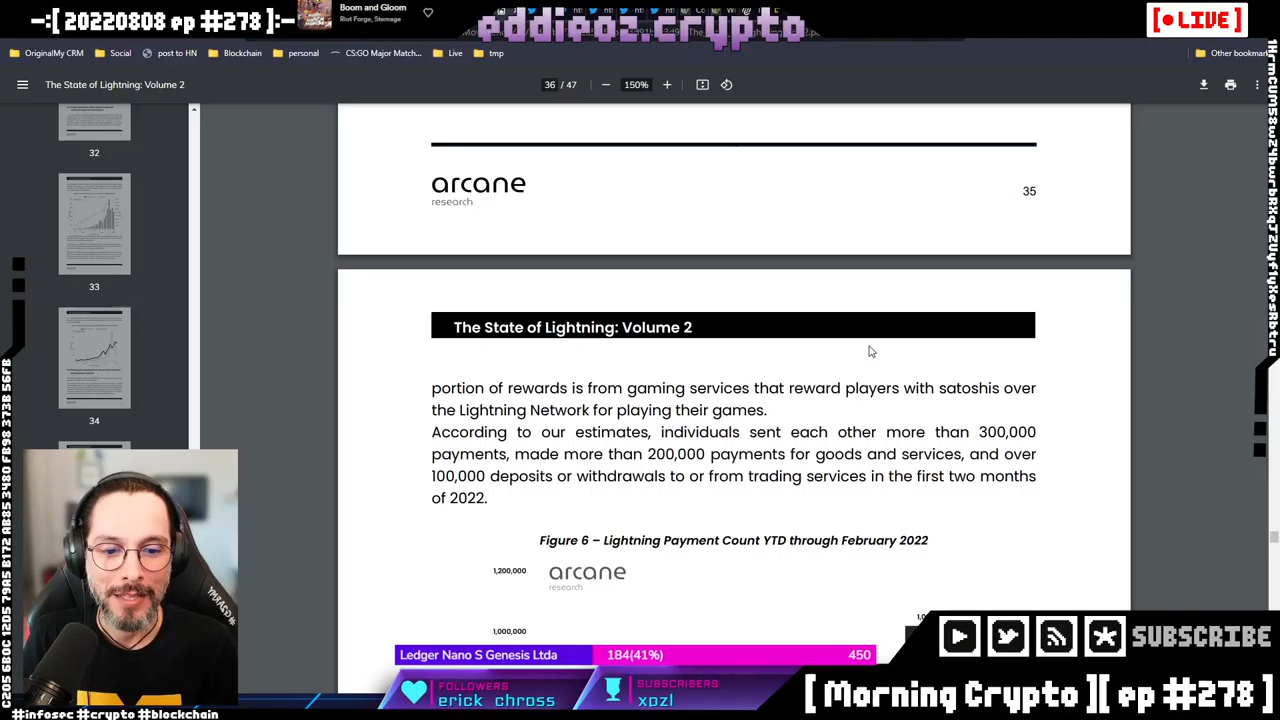 -:[ 20220808 ep #278 ]:-
Boom and Gloom
Riot Forge, Stemage
eddieoz.crypto
[● LIVE]
OriginalMy CRM
Social
post to HN
Blockchain
personal
CS:GO Major Match...
Live
tmp
Other bookmar
The State of Lightning: Volume 2
36 / 47
150%
32
33
34
arcane
research
35
The State of Lightning: Volume 2
portion of rewards is from gaming services that reward players with satoshis over
the Lightning Network for playing their games.
According to our estimates, individuals sent each other more than 300,000
payments, made more than 200,000 payments for goods and services, and over
100,000 deposits or withdrawals to or from trading services in the first two months
of 2022.
Figure 6 – Lightning Payment Count YTD through February 2022
1,200,000
arcane
research
1,000,000
Ledger Nano S Genesis Ltda
184(41%)
450
FOLLOWERS
erick chross
SUBSCRIBERS
xpzl
SUBSCRIBE
[ Morning Crypto ][ ep #278 ]
#infosec #crypto #blockchain